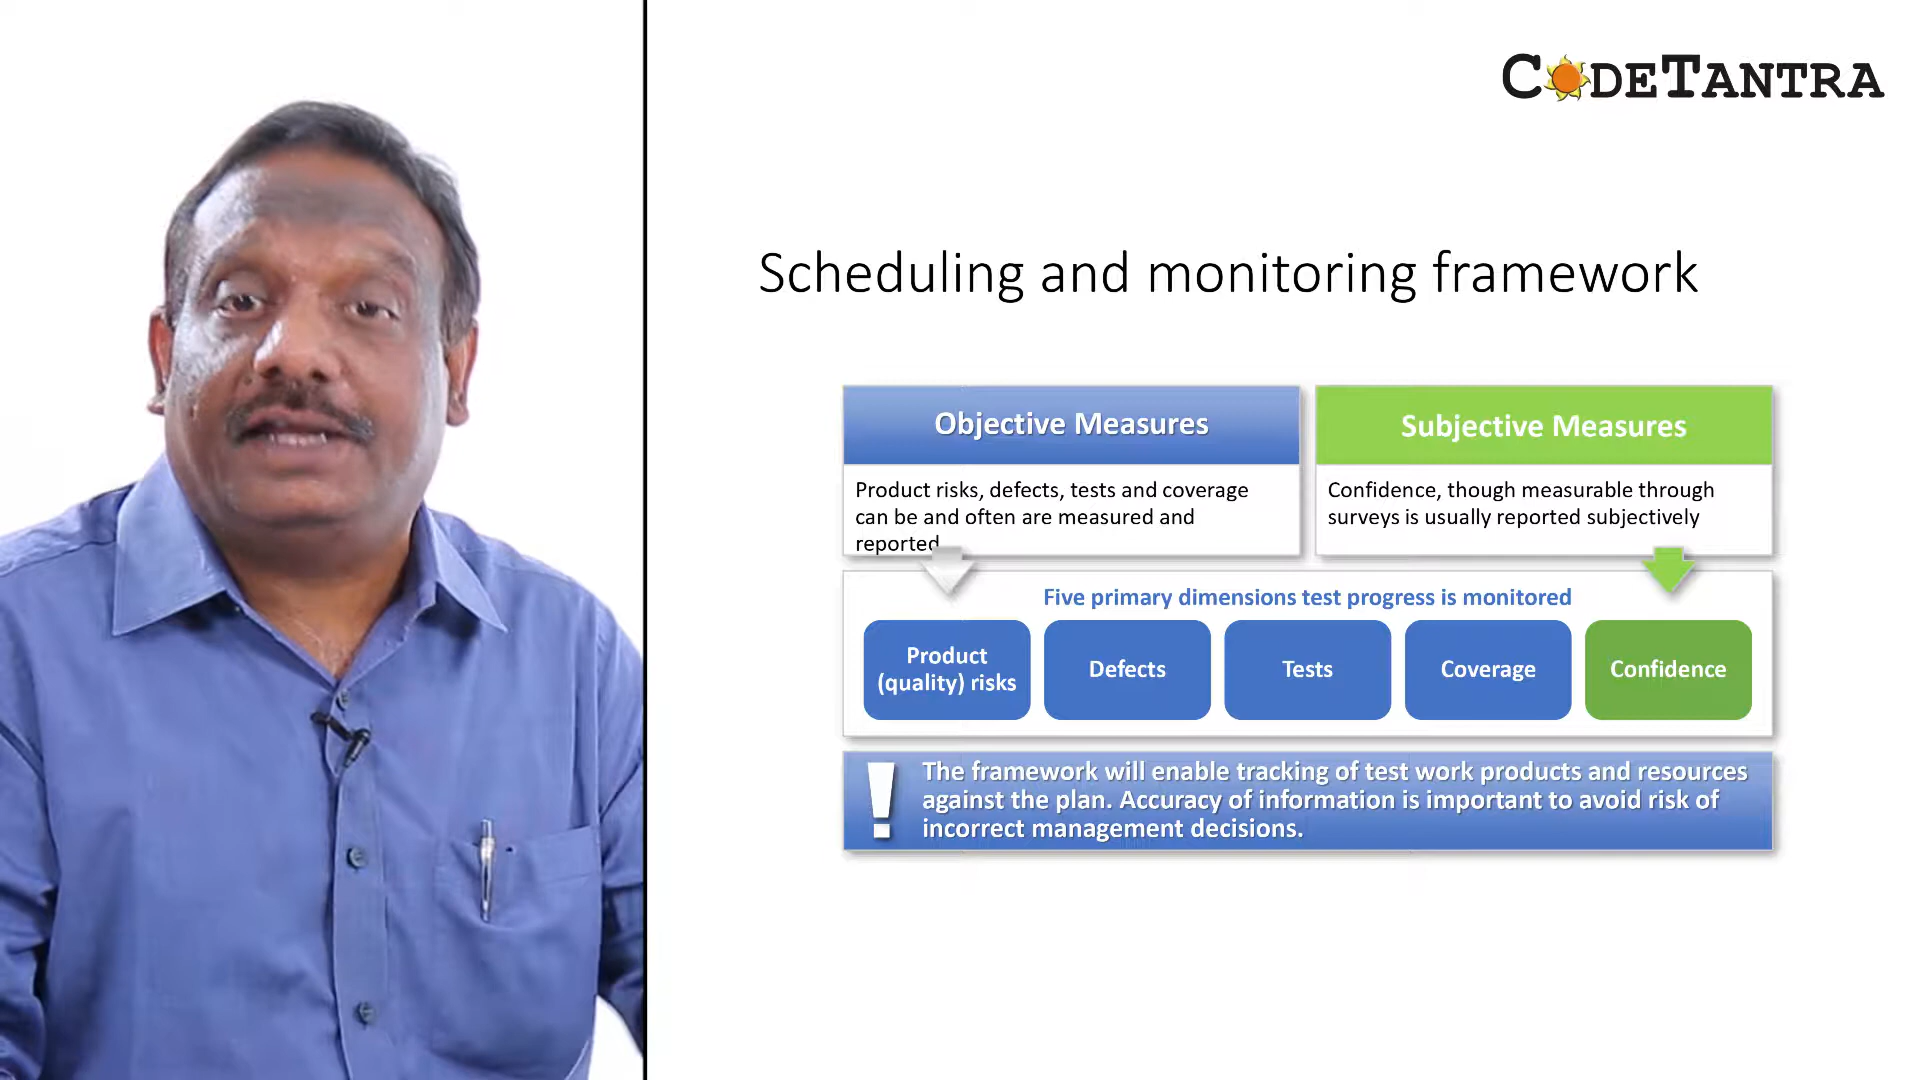 CODETANTRA
Scheduling and monitoring framework
Objective Measures
Product risks, defects, tests and coverage
can be and often are measured and
reported
Subjective Measures
Confidence, though measurable through
surveys is usually reported subjectively
Five primary dimensions test progress is monitored
Product
(quality) risks
Defects
Tests
Coverage
Confidence
! The framework will enable tracking of test work products and resources
against the plan. Accuracy of information is important to avoid risk of
incorrect management decisions.